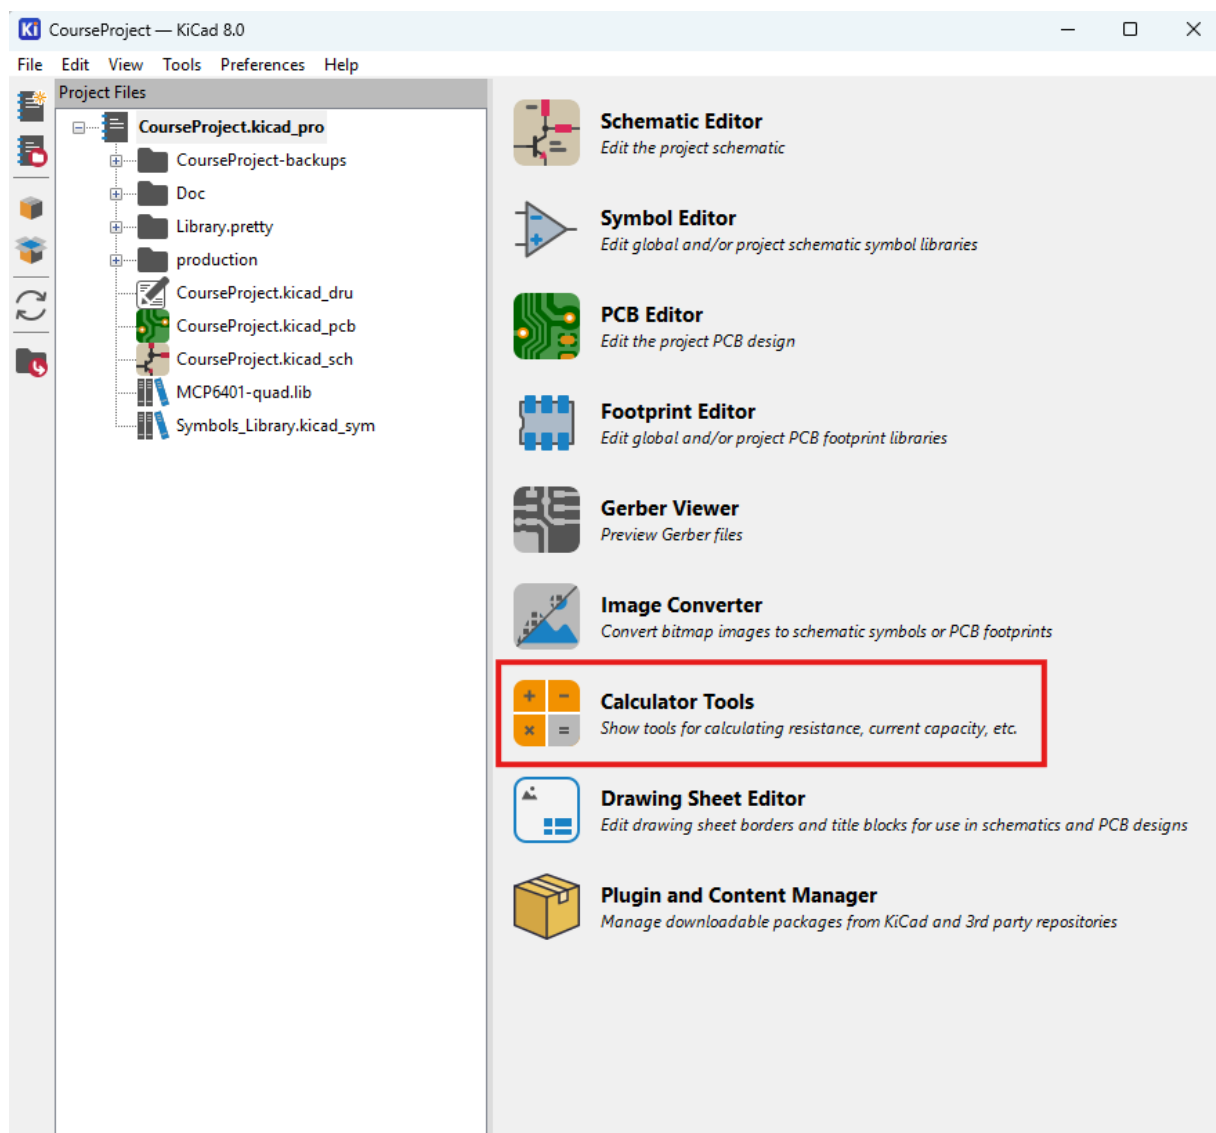 Ki CourseProject — KiCad 8.0
File Edit View Tools Preferences Help
Project Files
CourseProject.kicad_pro
CourseProject-backups
Doc
Library.pretty
production
CourseProject.kicad_dru
CourseProject.kicad_pcb
CourseProject.kicad_sch
MCP6401-quad.lib
Symbols_Library.kicad_sym
Schematic Editor
Edit the project schematic
Symbol Editor
Edit global and/or project schematic symbol libraries
PCB Editor
Edit the project PCB design
Footprint Editor
Edit global and/or project PCB footprint libraries
Gerber Viewer
Preview Gerber files
Image Converter
Convert bitmap images to schematic symbols or PCB footprints
Calculator Tools
Show tools for calculating resistance, current capacity, etc.
Drawing Sheet Editor
Edit drawing sheet borders and title blocks for use in schematics and PCB designs
Plugin and Content Manager
Manage downloadable packages from KiCad and 3rd party repositories